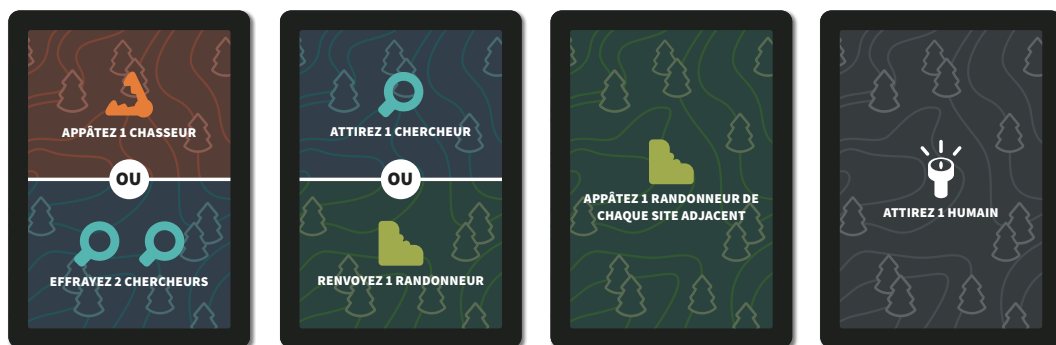 APPÂTEZ 1 CHASSEUR
OU
EFFRAYEZ 2 CHERCHEURS
ATTIREZ 1 CHERCHEUR
OU
RENVOYEZ 1 RANDONNEUR
APPÂTEZ 1 RANDONNEUR DE
CHAQUE SITE ADJACENT
ATTIREZ 1 HUMAIN